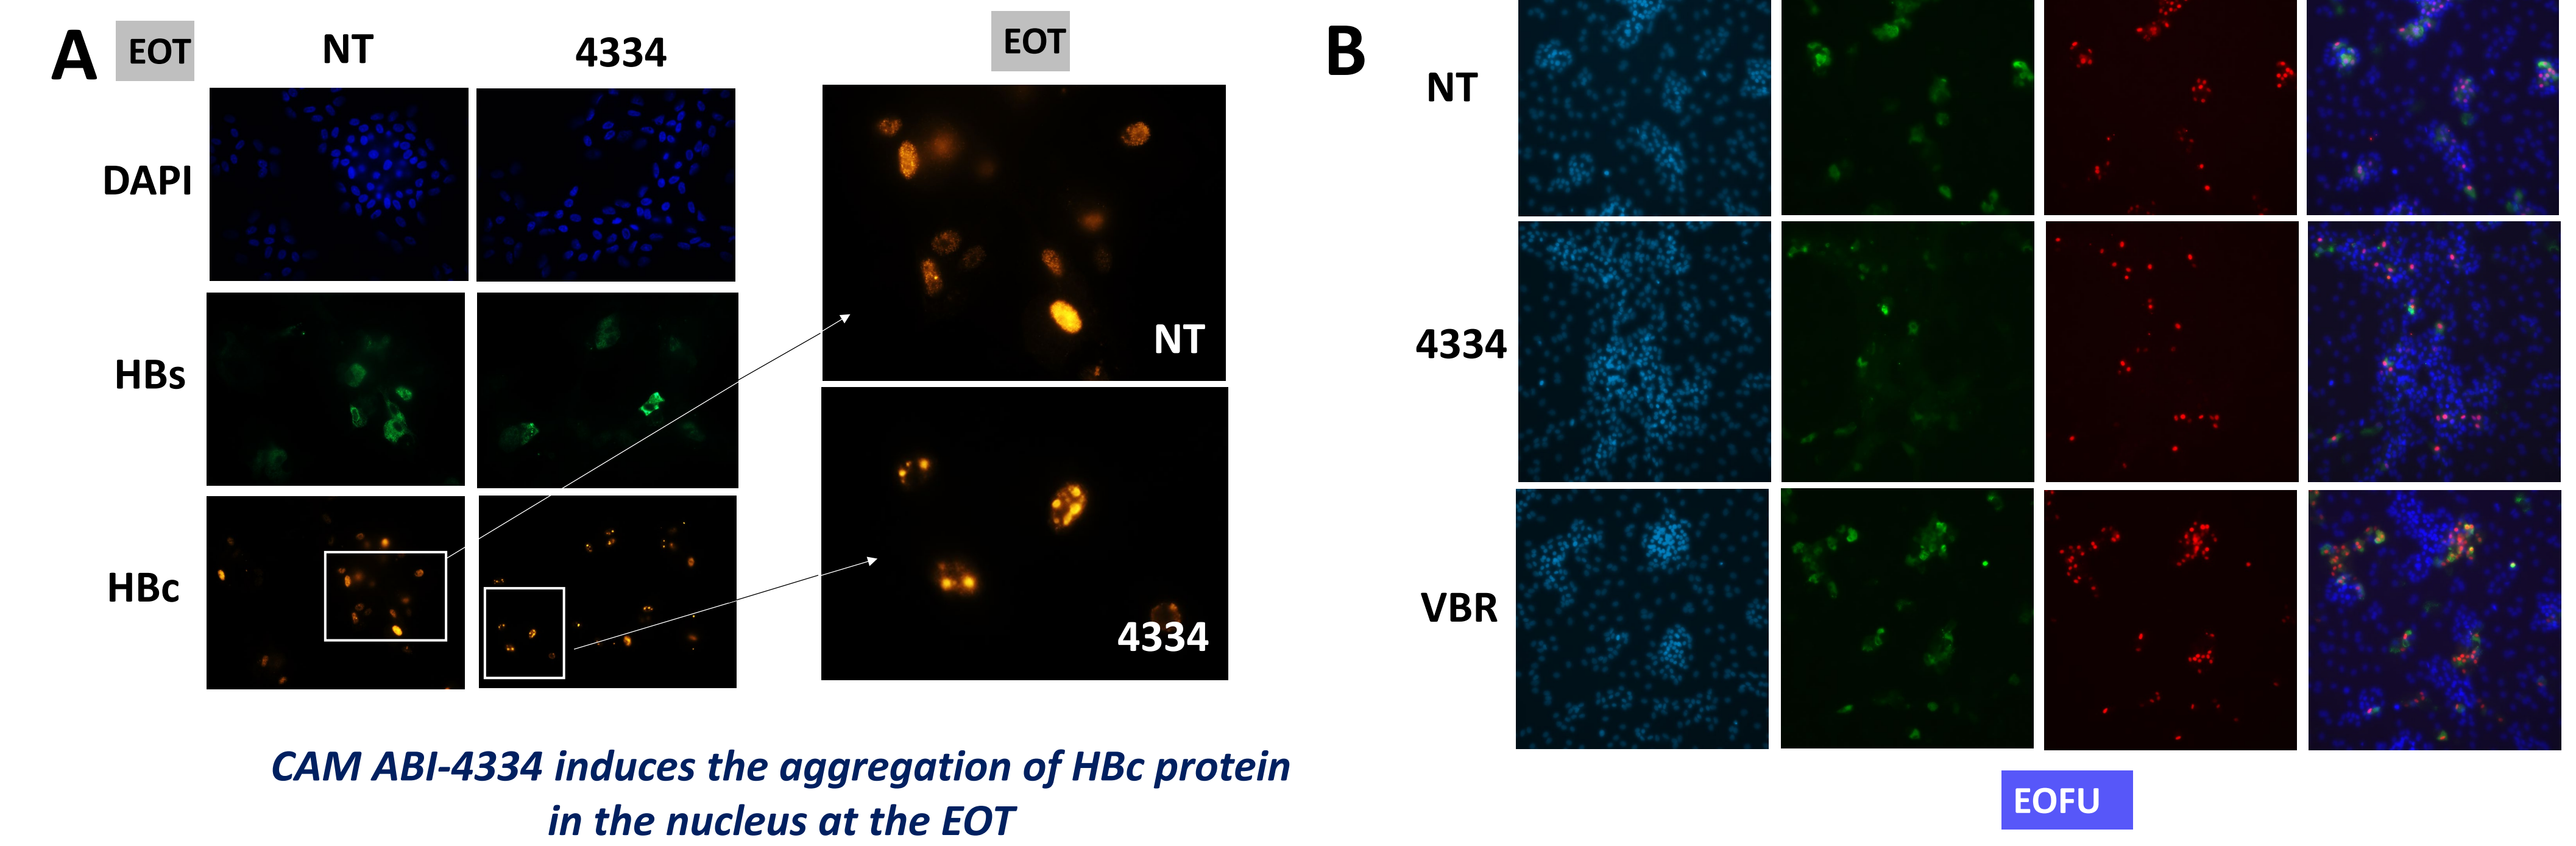 A
EOT
NT
4334
EOT
DAPI
HBs
HBc
NT
4334
CAM ABI-4334 induces the aggregation of HBc protein
in the nucleus at the EOT
B
NT
4334
VBR
EOFU